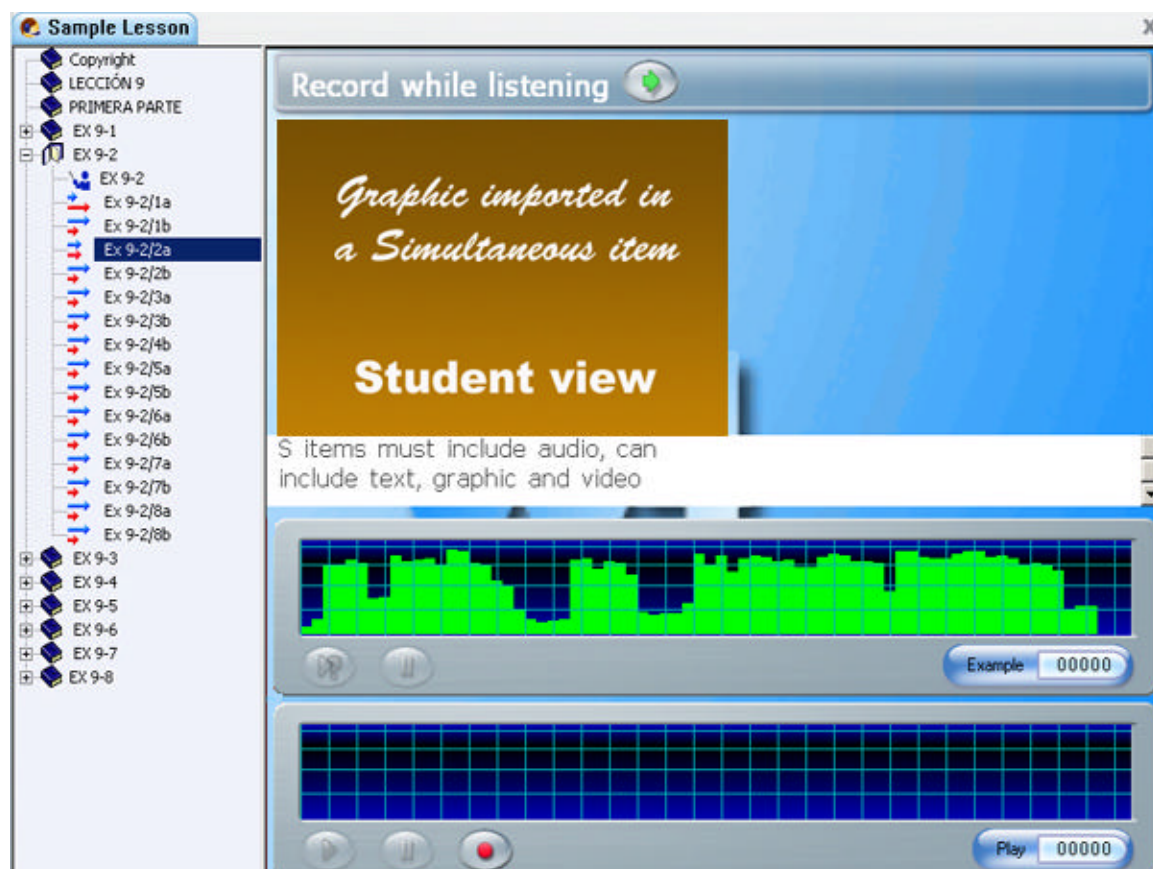 Sample Lesson
Copyright
LECCIÓN 9
PRIMERA PARTE
EX 9-1
EX 9-2
EX 9-2
Ex 9-2/1a
Ex 9-2/1b
Ex 9-2/2a
Ex 9-2/2b
Ex 9-2/3a
Ex 9-2/3b
Ex 9-2/4b
Ex 9-2/5a
Ex 9-2/5b
Ex 9-2/6a
Ex 9-2/6b
Ex 9-2/7a
Ex 9-2/7b
Ex 9-2/8a
Ex 9-2/8b
EX 9-3
EX 9-4
EX 9-5
EX 9-6
EX 9-7
EX 9-8
Record while listening
Graphic imported in
a Simultaneous item
Student view
S items must include audio, can
include text, graphic and video
Example 00000
Play 00000